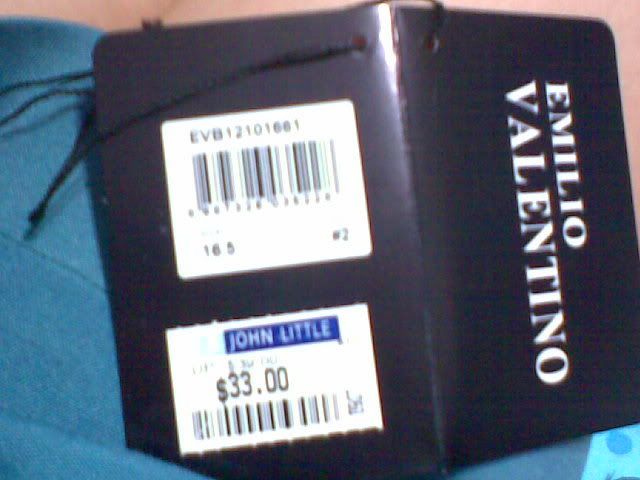 EVB12101661
16.5
#2
JOHN LITTLE
$33.00
EMILIO
VALENTINO